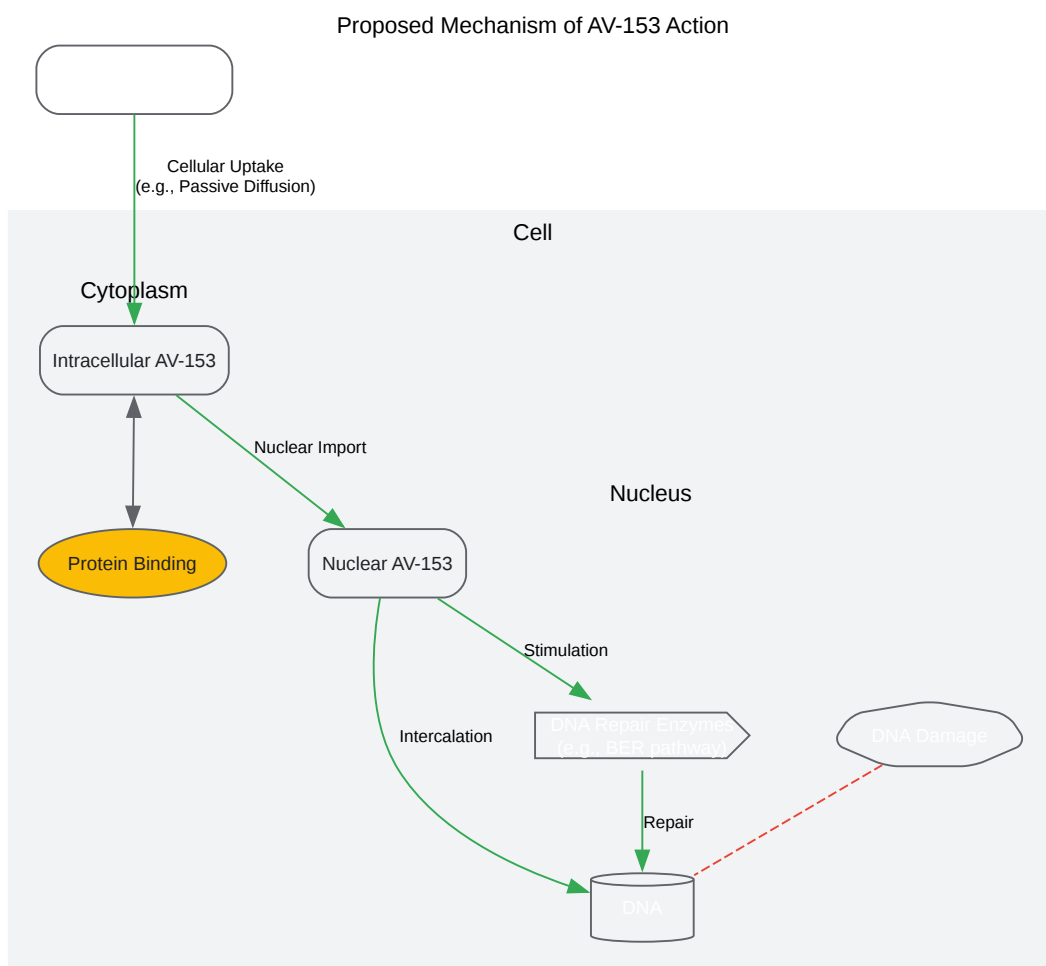 Proposed Mechanism of AV-153 Action
Cellular Uptake
(e.g., Passive Diffusion)
Cell
Cytoplasm
Intracellular AV-153
Nuclear Import
Nucleus
Protein Binding
Nuclear AV-153
Stimulation
DNA Repair Enzymes
(e.g., BER pathway)
DNA Damage
Intercalation
Repair
DNA